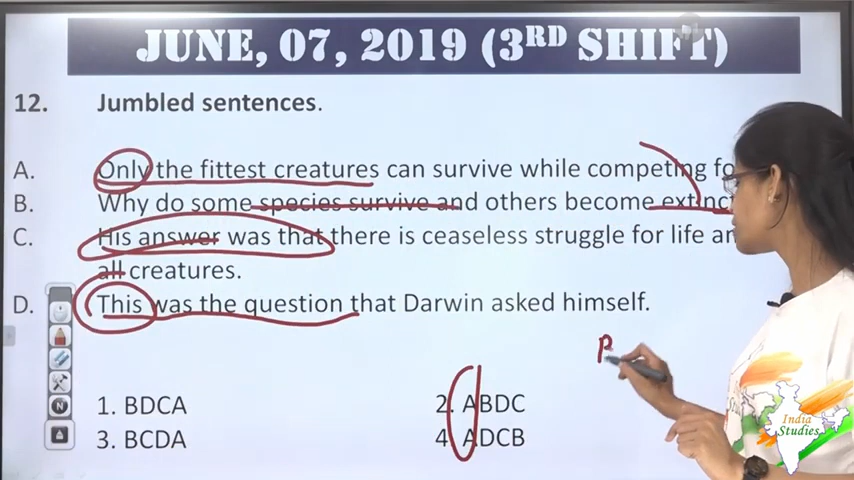 JUNE, 07, 2019 (3RD SHIFT)
12. Jumbled sentences.
A. Only the fittest creatures can survive while competing
B. Why do some species survive and others become extinct
C. His answer was that there is ceaseless struggle for life
all creatures.
D. This was the question that Darwin asked himself.
1. BDCA 2. ABDC
3. BCDA 4. ADCB
India
Studies